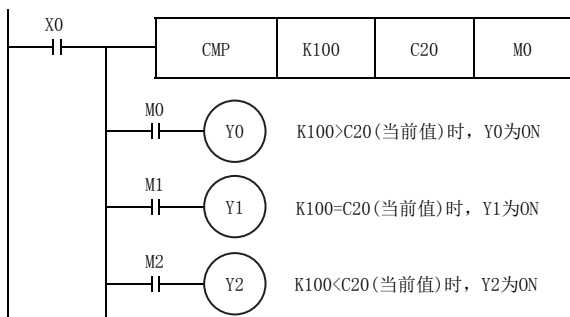 X0
CMP K100 C20 M0
M0
Y0 K100>C20(当前值)时，Y0为ON
M1
Y1 K100=C20(当前值)时，Y1为ON
M2
Y2 K100<C20(当前值)时，Y2为ON